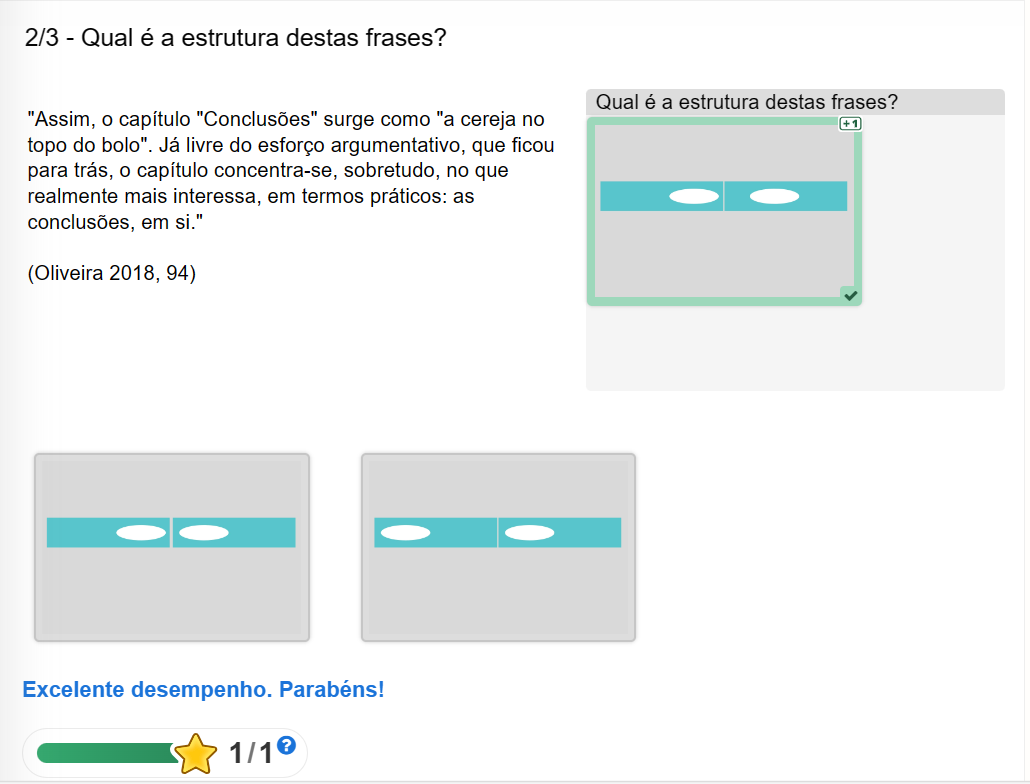 2/3 - Qual é a estrutura destas frases?
"Assim, o capítulo "Conclusões" surge como "a cereja no
topo do bolo". Já livre do esforço argumentativo, que ficou
para trás, o capítulo concentra-se, sobretudo, no que
realmente mais interessa, em termos práticos: as
conclusões, em si."
(Oliveira 2018, 94)
Qual é a estrutura destas frases?
+1
Excelente desempenho. Parabéns!
1/1 ?